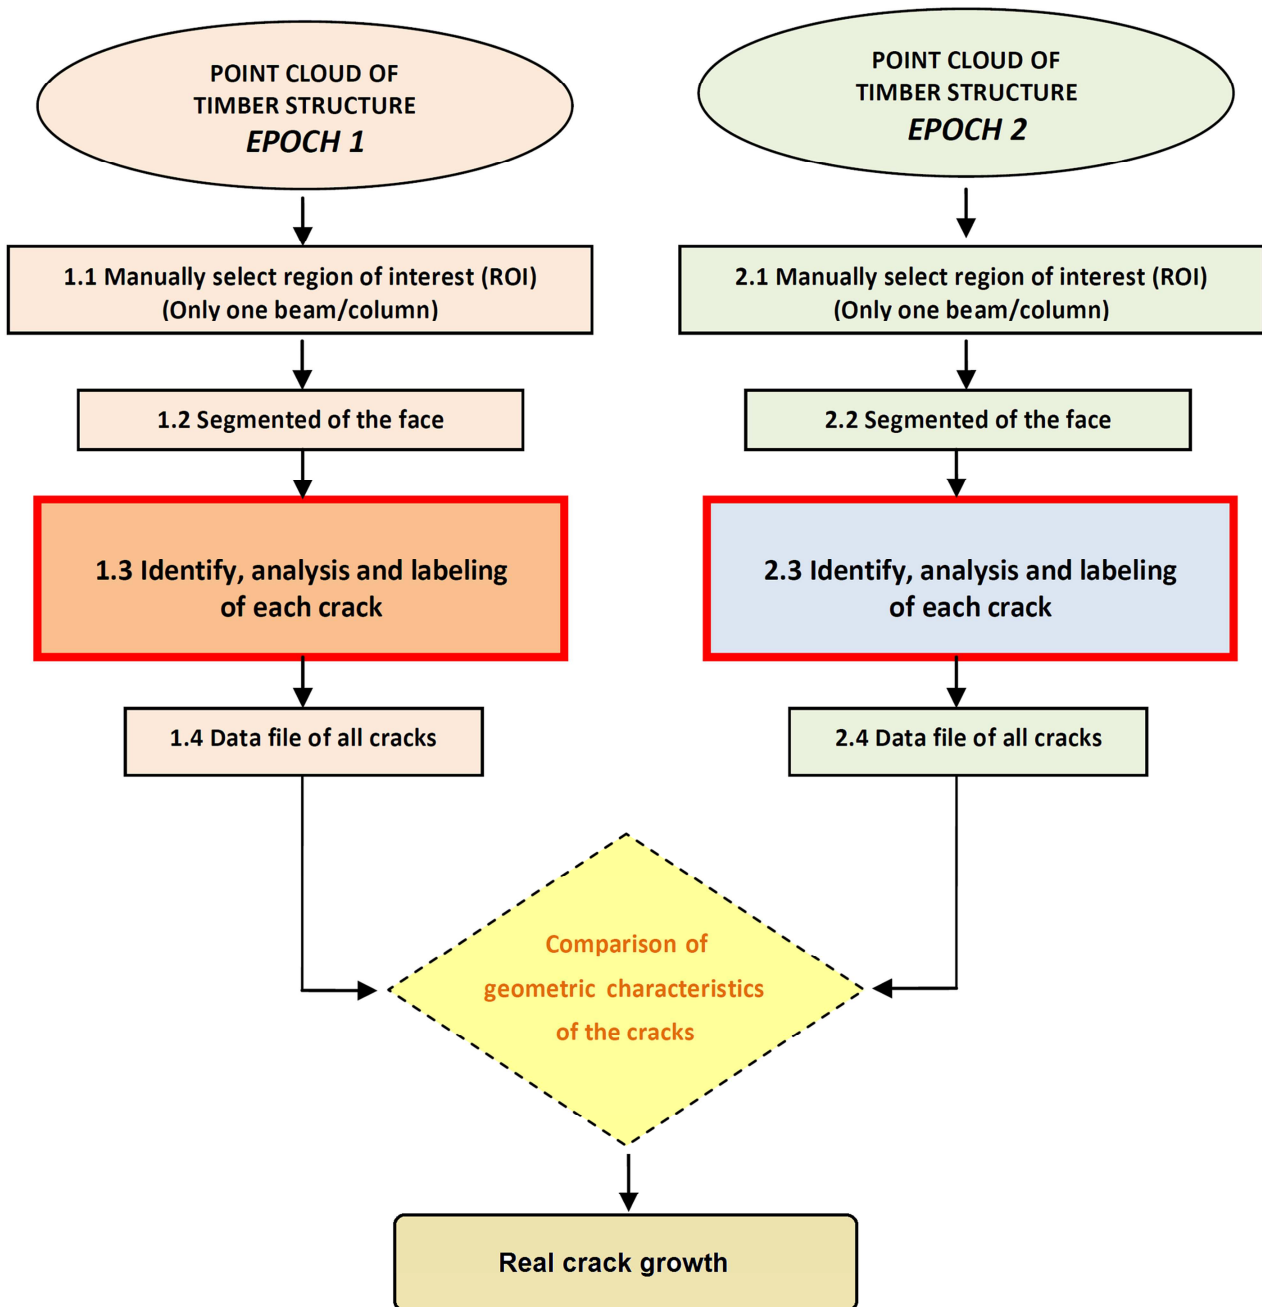 POINT CLOUD OF
TIMBER STRUCTURE
EPOCH 1
1.1 Manually select region of interest (ROI)
(Only one beam/column)
1.2 Segmented of the face
1.3 Identify, analysis and labeling
of each crack
1.4 Data file of all cracks
POINT CLOUD OF
TIMBER STRUCTURE
EPOCH 2
2.1 Manually select region of interest (ROI)
(Only one beam/column)
2.2 Segmented of the face
2.3 Identify, analysis and labeling
of each crack
2.4 Data file of all cracks
Comparison of
geometric characteristics
of the cracks
Real crack growth